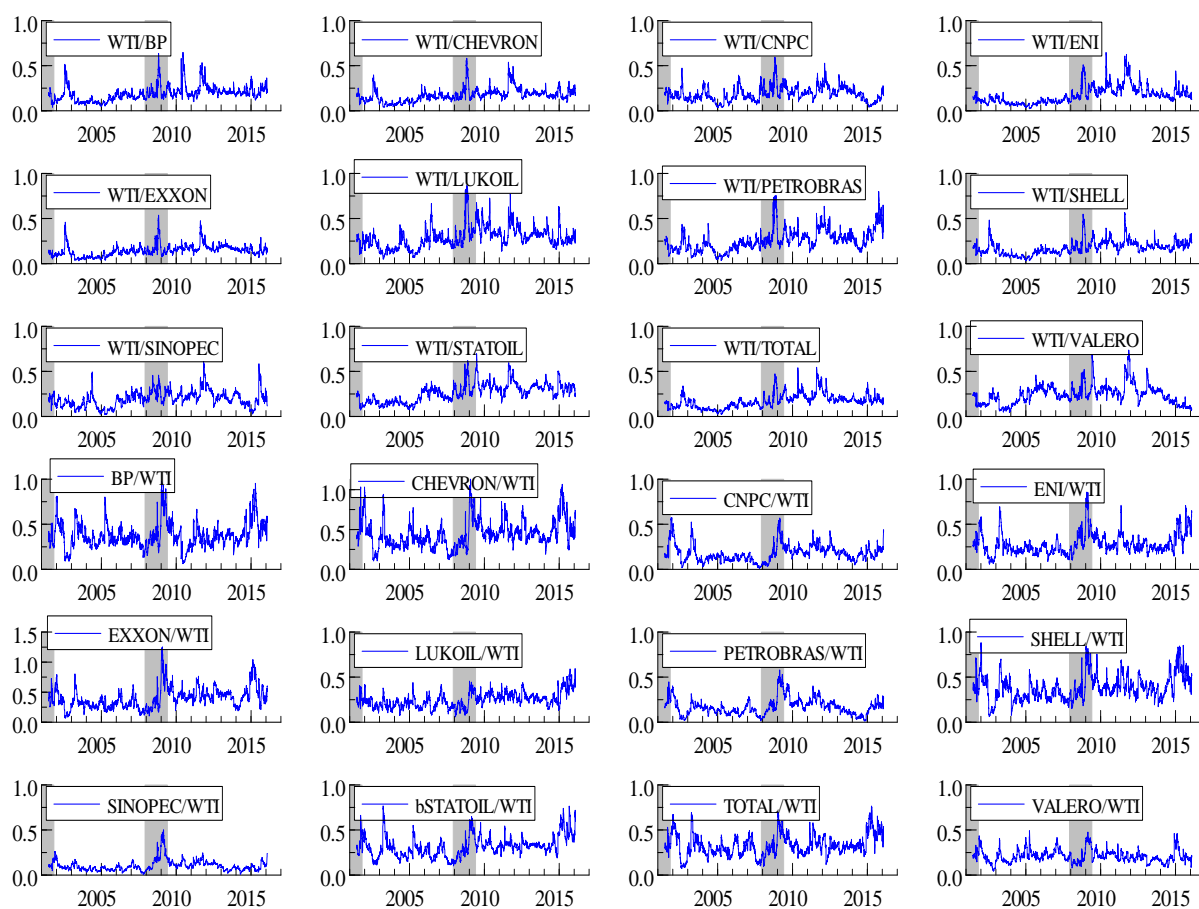 1.0 1.0 1.0 1.0
WTI/BP WTI/CHEVRON WTI/CNPC WTI/ENI
0.5 0.5 0.5 0.5
0.0 0.0 0.0 0.0
2005 2010 2015 2005 2010 2015 2005 2010 2015 2005 2010 2015
1.0 1.0 1.0 1.0
WTI/EXXON WTI/LUKOIL WTI/PETROBRAS WTI/SHELL
0.5 0.5 0.5 0.5
0.0 0.0 0.0 0.0
2005 2010 2015 2005 2010 2015 2005 2010 2015 2005 2010 2015
1.0 1.0 1.0 1.0
WTI/SINOPEC WTI/STATOIL WTI/TOTAL WTI/VALERO
0.5 0.5 0.5 0.5
0.0 0.0 0.0 0.0
2005 2010 2015 2005 2010 2015 2005 2010 2015 2005 2010 2015
BP/WTI CHEVRON/WTI CNPC/WTI ENI/WTI
1.0 1.0 1.0 1.0
0.5 0.5 0.5 0.5
0.0 0.0 0.0 0.0
2005 2010 2015 2005 2010 2015 2005 2010 2015 2005 2010 2015
1.5 1.0 1.0 1.0
EXXON/WTI LUKOIL/WTI PETROBRAS/WTI SHELL/WTI
1.0
0.5 0.5 0.5 0.5
0.0 0.0 0.0 0.0
2005 2010 2015 2005 2010 2015 2005 2010 2015 2005 2010 2015
1.0 1.0 1.0 1.0
SINOPEC/WTI bSTATOIL/WTI TOTAL/WTI VALERO/WTI
0.5 0.5 0.5 0.5
0.0 0.0 0.0 0.0
2005 2010 2015 2005 2010 2015 2005 2010 2015 2005 2010 2015